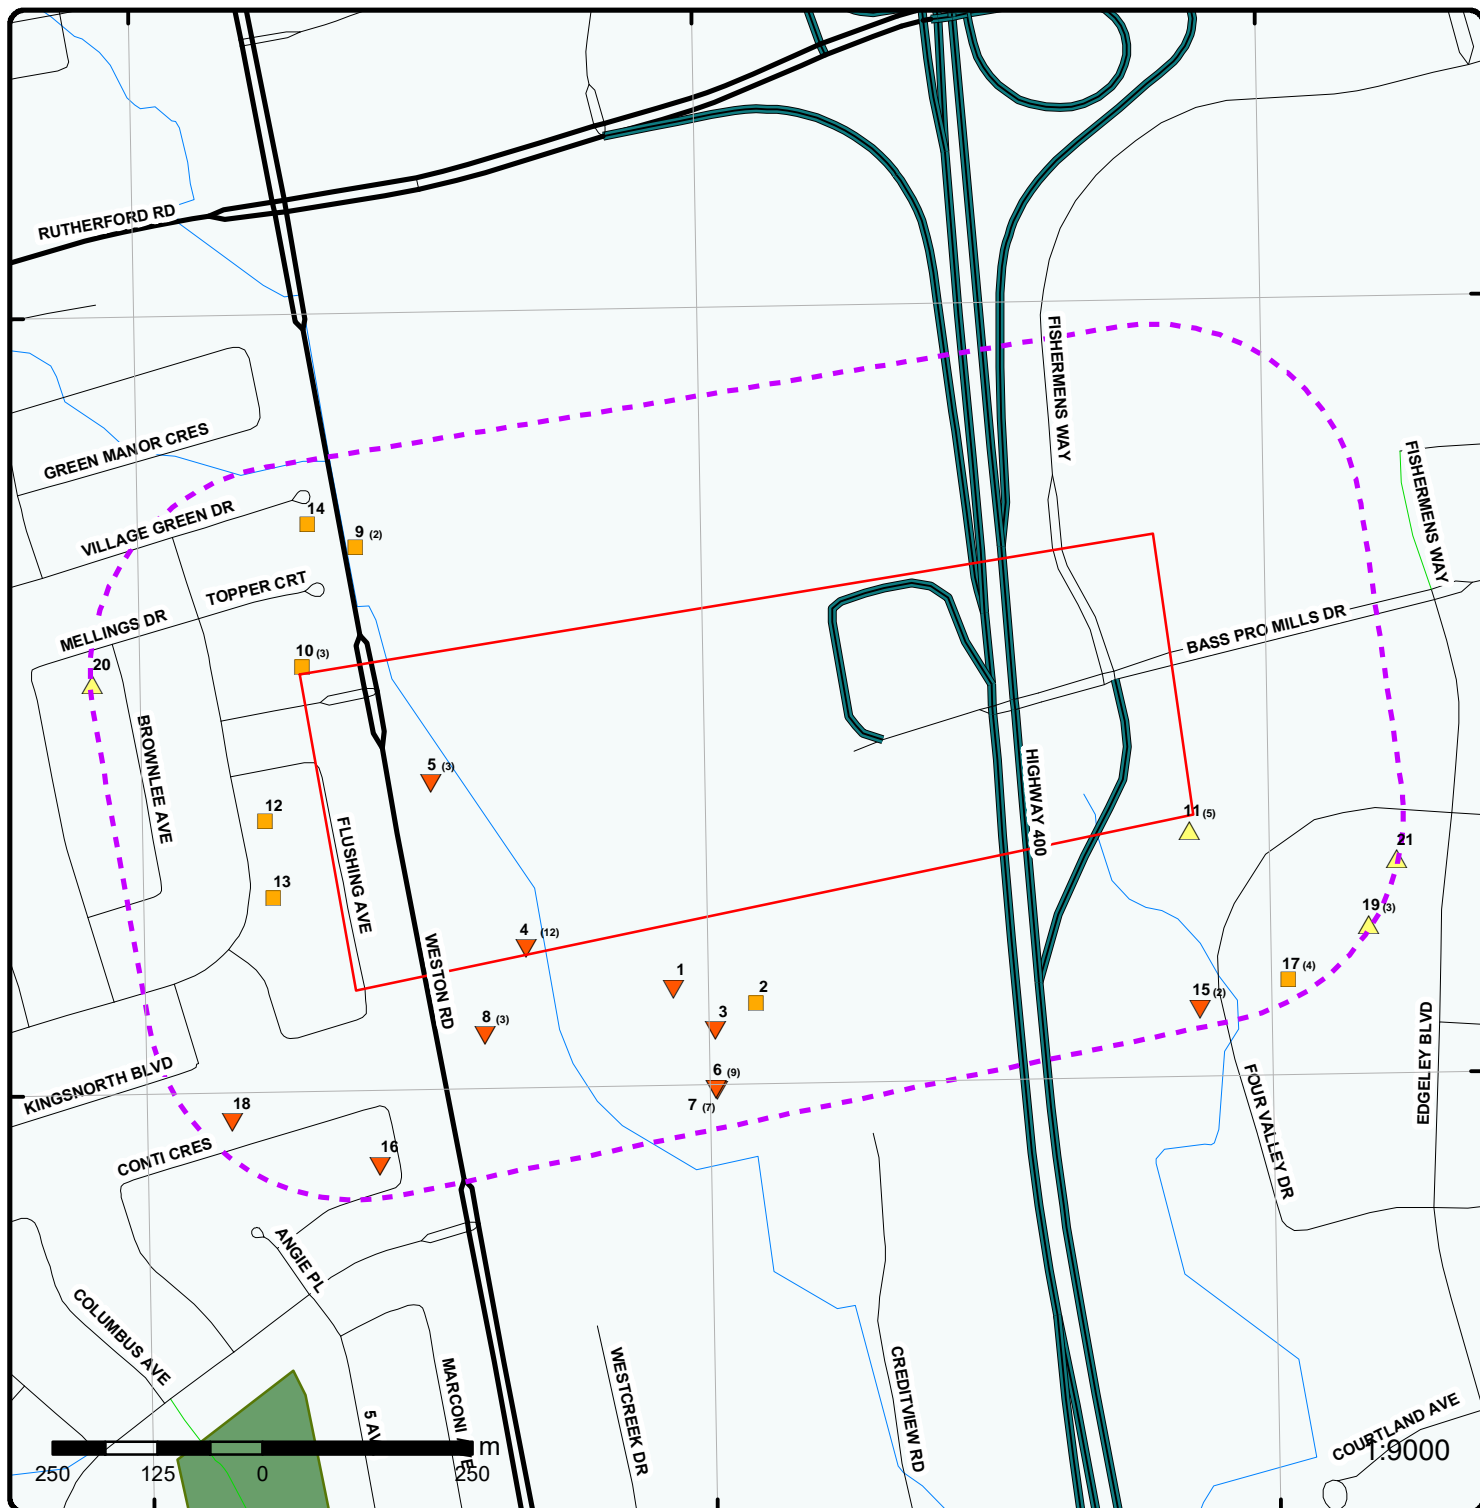 RUTHERFORD RD
FISHERMENS WAY
GREEN MANOR CRES
FISHERMENS WAY
VILLAGE GREEN DR
14
9 (2)
TOPPER CRT
MELLINGS DR
BASS PRO MILLS DR
10 (3)
20
BROWNLEE AVE
5 (3)
HIGHWAY 400
12
11 (5)
FLUSHING AVE
21
13
19 (3)
4 (12)
WESTON RD
1
17 (4)
2
15 (2)
3
8 (3)
EDGELEY BLVD
6 (9)
KINGSNORTH BLVD
7 (7)
FOUR VALLEY DR
18
CONTI CRES
16
ANGIE PL
COLUMBUS AVE
WESTCREEK DR
CREDITVIEW RD
MARCONI
5 AV
COURTLAND AVE
m
1:9000
250 125 0 250